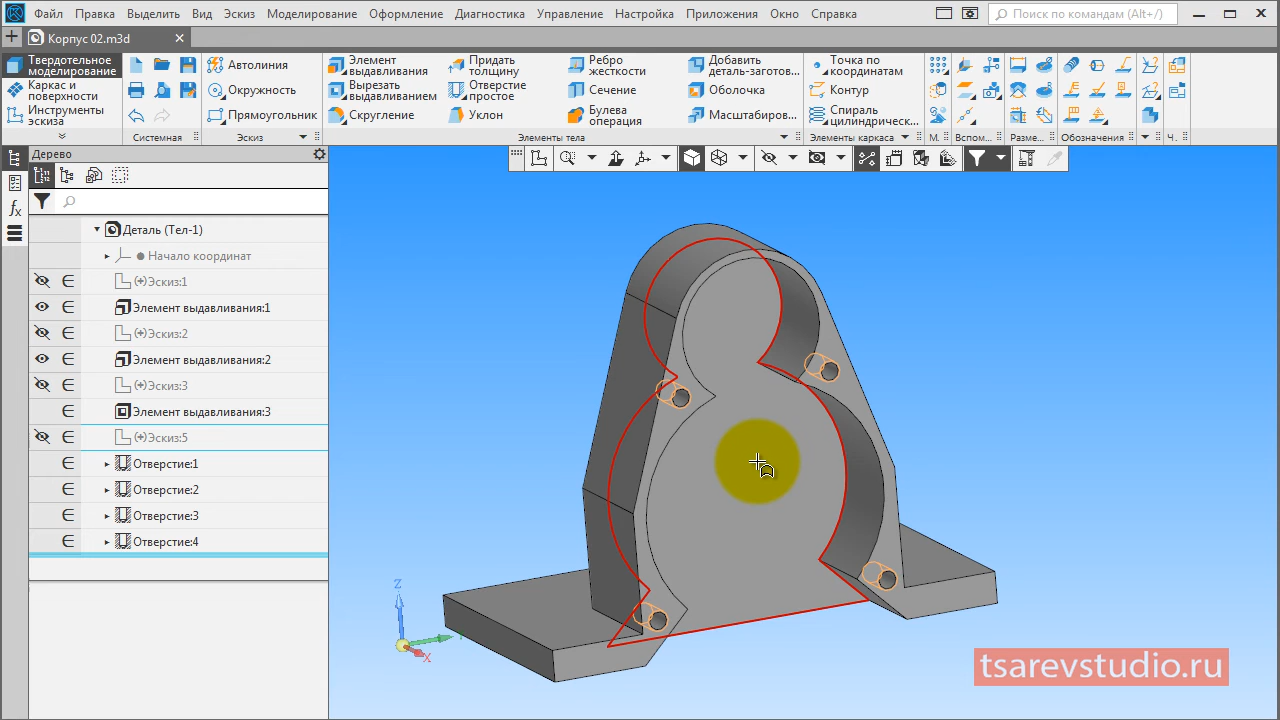 Файл Правка Выделить Вид Эскиз Моделирование Оформление Диагностика Управление Настройка Приложения Окно Справка Поиск по командам (Alt+/)
Корпус 02.m3d
Твердотельное моделирование
Каркас и поверхности
Инструменты эскиза
Системная
Автолиния
Окружность
Прямоугольник
Эскиз
Элемент выдавливания
Вырезать выдавливанием
Скругление
Придать толщину
Отверстие простое
Уклон
Ребро жесткости
Сечение
Булева операция
Добавить деталь-заготов...
Оболочка
Масштабиров...
Элементы тела
Точка по координатам
Контур
Спираль цилиндрическ...
Элементы каркаса
М...
Вспом...
Разме...
Обозначения
Ч...
Дерево
Деталь (Тел-1)
Начало координат
(+)Эскиз:1
Элемент выдавливания:1
(+)Эскиз:2
Элемент выдавливания:2
(+)Эскиз:3
Элемент выдавливания:3
(+)Эскиз:5
Отверстие:1
Отверстие:2
Отверстие:3
Отверстие:4
Z
X
tsarevstudio.ru